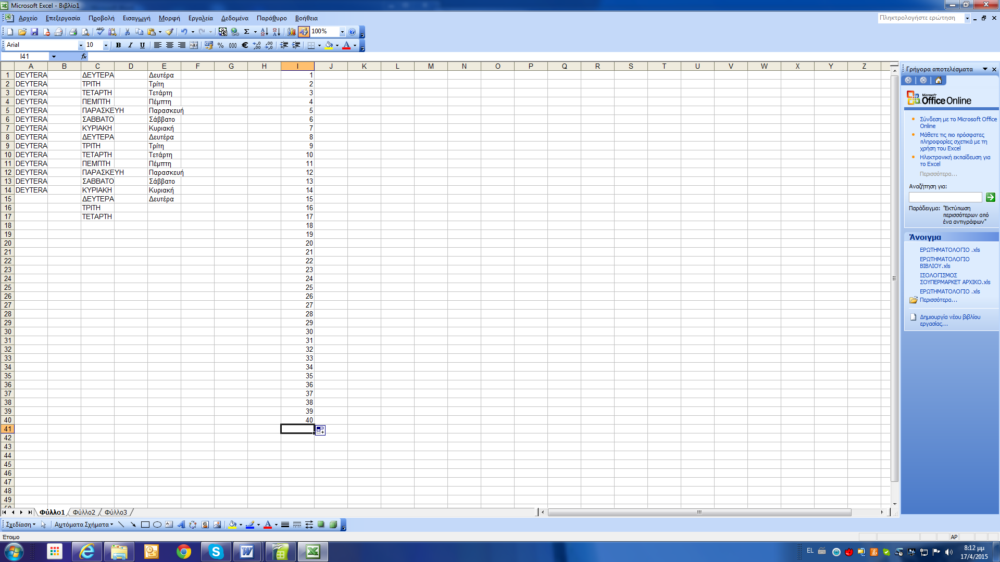 Microsoft Excel - Βιβλίο1
Αρχείο Επεξεργασία Προβολή Εισαγωγή Μορφή Εργαλεία Δεδομένα Παράθυρο Βοήθεια Πληκτρολογήστε ερώτηση
Σ 100%
Arial 10 B I U % 000 €
I41 fx
A B C D E F G H I J K L M N O P Q R S T U V W X Y Z
1 DEYTERA ΔΕΥΤΕΡΑ Δευτέρα 1
2 DEYTERA ΤΡΙΤΗ Τρίτη 2
3 DEYTERA ΤΕΤΑΡΤΗ Τετάρτη 3
4 DEYTERA ΠΕΜΠΤΗ Πέμπτη 4
5 DEYTERA ΠΑΡΑΣΚΕΥΗ Παρασκευή 5
6 DEYTERA ΣΑΒΒΑΤΟ Σάββατο 6
7 DEYTERA ΚΥΡΙΑΚΗ Κυριακή 7
8 DEYTERA ΔΕΥΤΕΡΑ Δευτέρα 8
9 DEYTERA ΤΡΙΤΗ Τρίτη 9
10 DEYTERA ΤΕΤΑΡΤΗ Τετάρτη 10
11 DEYTERA ΠΕΜΠΤΗ Πέμπτη 11
12 DEYTERA ΠΑΡΑΣΚΕΥΗ Παρασκευή 12
13 DEYTERA ΣΑΒΒΑΤΟ Σάββατο 13
14 DEYTERA ΚΥΡΙΑΚΗ Κυριακή 14
15 ΔΕΥΤΕΡΑ Δευτέρα 15
16 ΤΡΙΤΗ 16
17 ΤΕΤΑΡΤΗ 17
18 18
19 19
20 20
21 21
22 22
23 23
24 24
25 25
26 26
27 27
28 28
29 29
30 30
31 31
32 32
33 33
34 34
35 35
36 36
37 37
38 38
39 39
40 40
41
42
43
44
45
46
47
48
49
50
Γρήγορα αποτελέσματα
Microsoft
Office Online
Σύνδεση με το Microsoft Office
Online
Μάθετε τις πιο πρόσφατες
πληροφορίες σχετικά με τη
χρήση του Excel
Ηλεκτρονική εκπαίδευση για
το Excel
Περισσότερα...
Αναζήτηση για:
Παράδειγμα: "Εκτύπωση
περισσότερων από
ένα αντιγράφων"
Άνοιγμα
ΕΡΩΤΗΜΑΤΟΛΟΓΙΟ .xls
ΕΡΩΤΗΜΑΤΟΛΟΓΙΟ
ΒΙΒΛΙΟΥ.xls
ΙΣΟΛΟΓΙΣΜΟΣ
ΣΟΥΠΕΡΜΑΡΚΕΤ ΑΡΧΙΚΟ.xls
ΕΡΩΤΗΜΑΤΟΛΟΓΙΟ .xls
Περισσότερα...
Δημιουργία νέου βιβλίου
εργασίας...
Φύλλο1 Φύλλο2 Φύλλο3
Σχεδίαση Αυτόματα Σχήματα
Έτοιμο AP
EL 8:12 μμ
17/4/2015